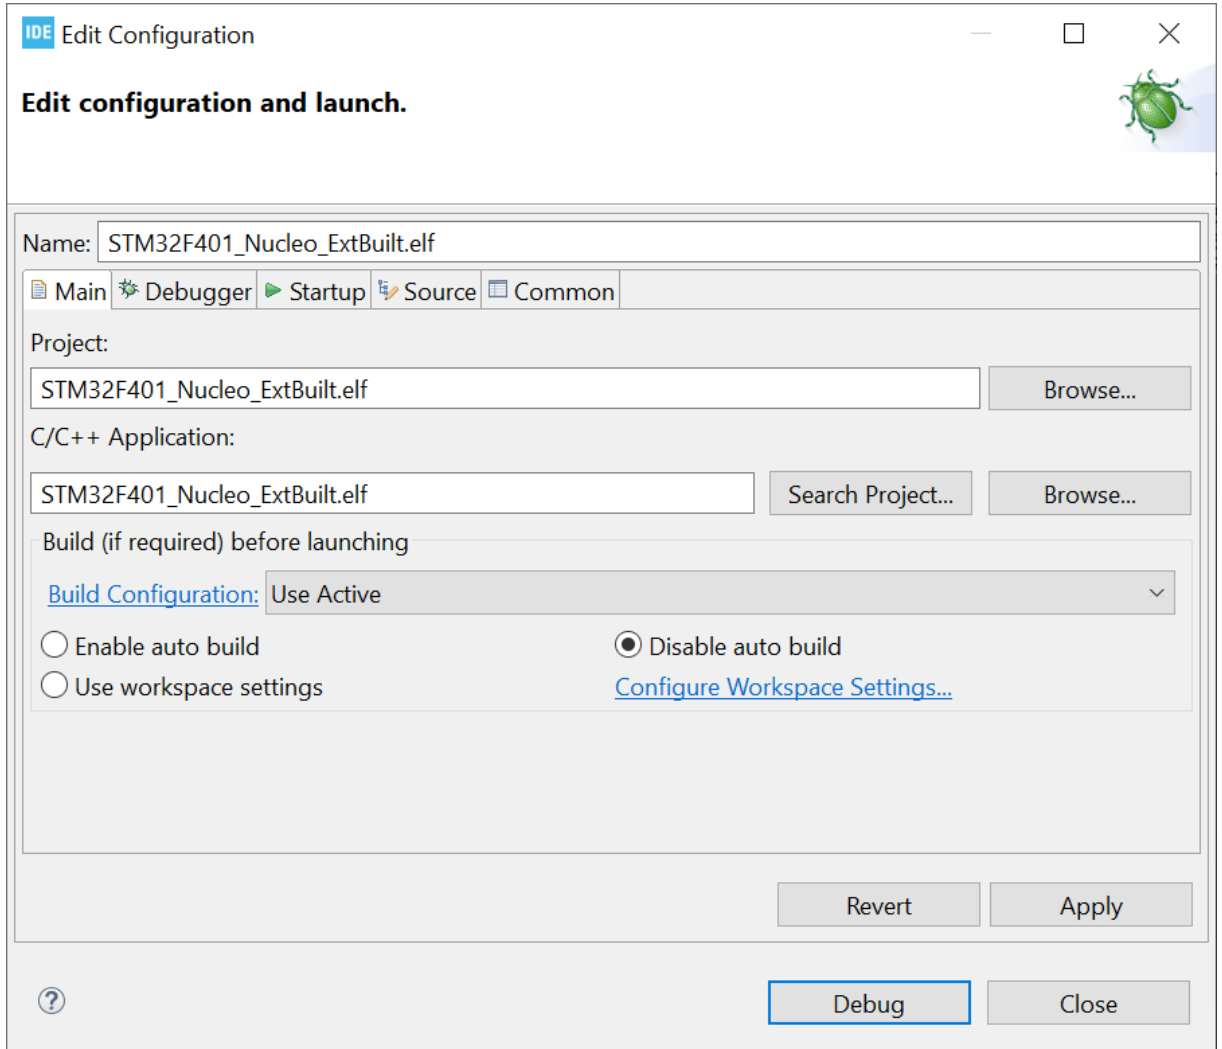 IDE Edit Configuration
Edit configuration and launch.
Name: STM32F401_Nucleo_ExtBuilt.elf
Main Debugger Startup Source Common
Project:
STM32F401_Nucleo_ExtBuilt.elf Browse...
C/C++ Application:
STM32F401_Nucleo_ExtBuilt.elf Search Project... Browse...
Build (if required) before launching
Build Configuration: Use Active
Enable auto build Disable auto build
Use workspace settings Configure Workspace Settings...
Revert Apply
? Debug Close